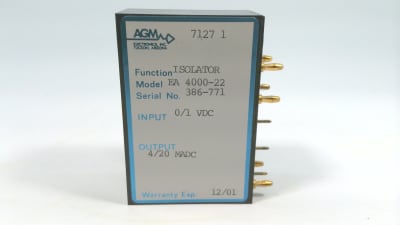 AGM
ELECTRONICS, INC.
TUCSON, ARIZONA
7127 1
Function ISOLATOR
Model EA 4000-22
Serial No. 386-771
INPUT 0/1 VDC
OUTPUT
4/20 MADC
Warranty Exp. 12/01